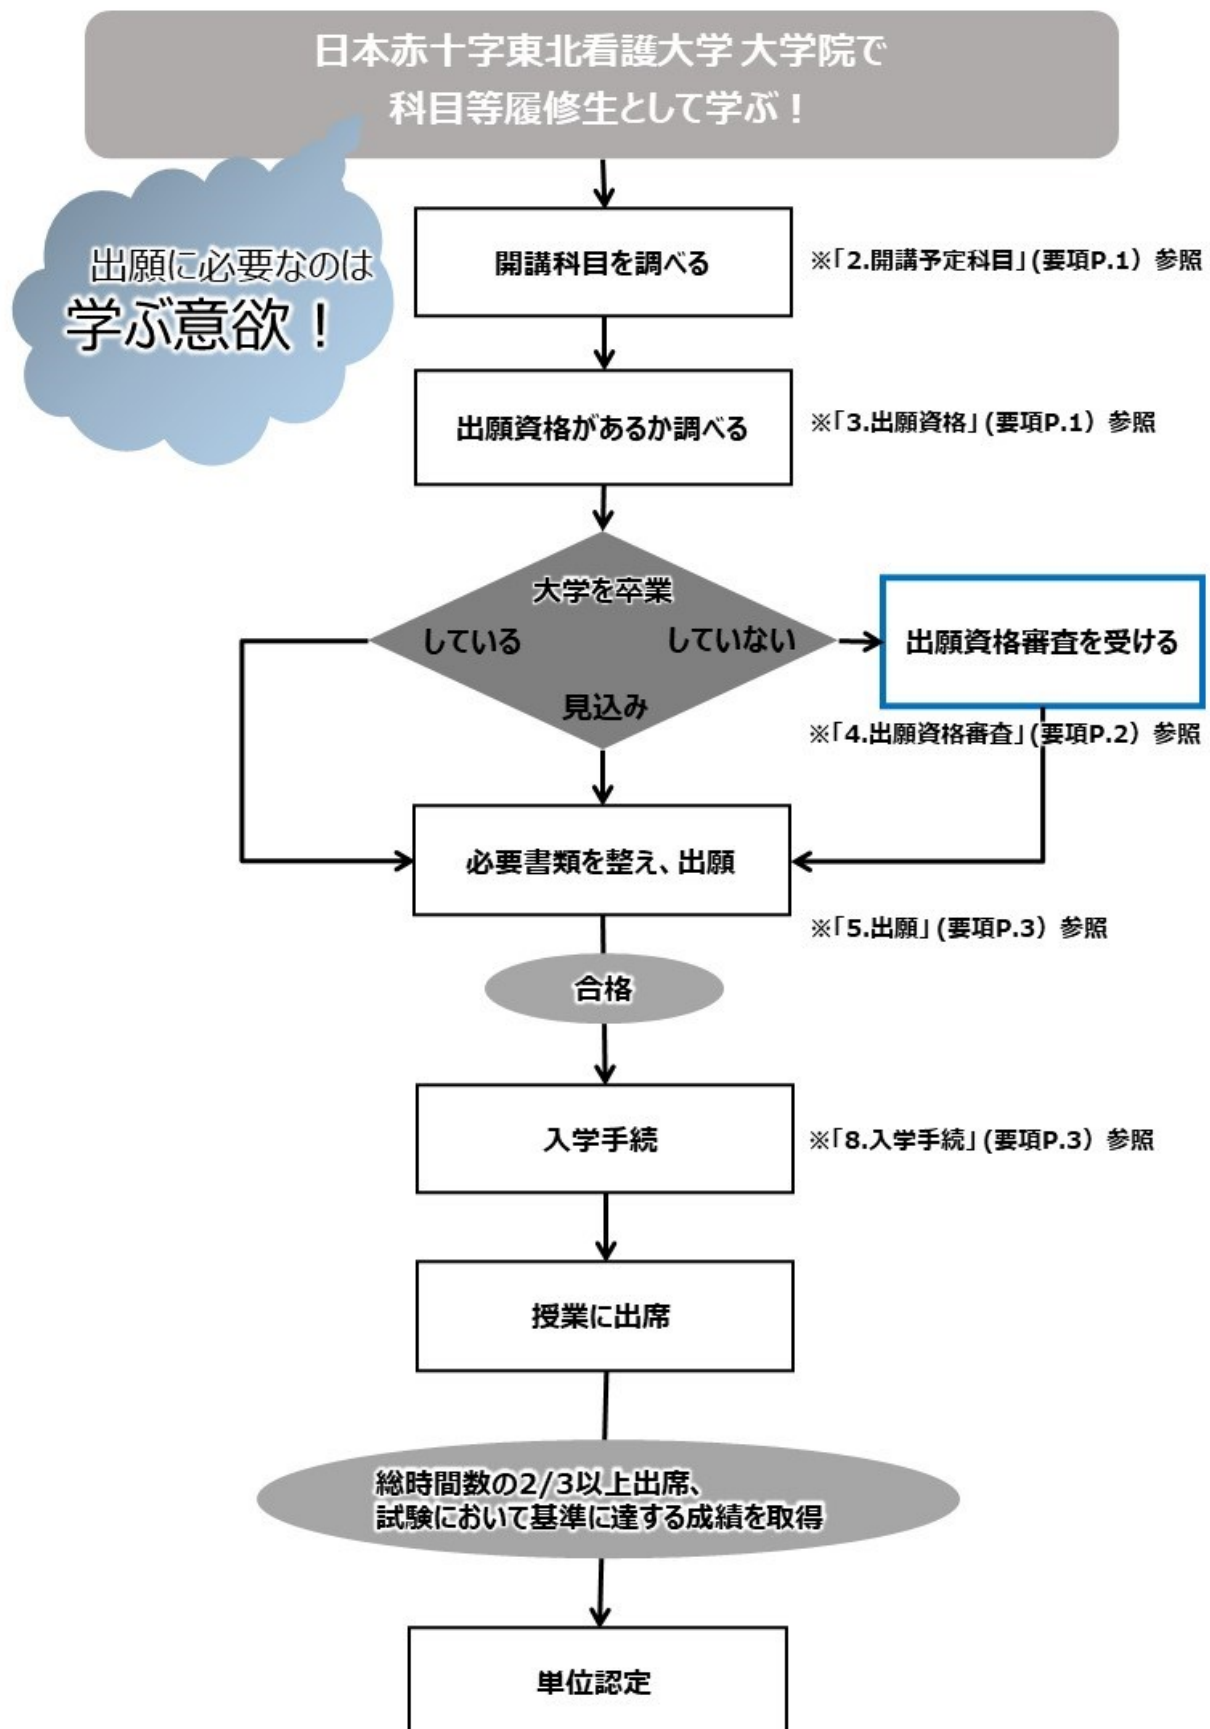 日本赤十字東北看護大学 大学院で
科目等履修生として学ぶ！
出願に必要なのは
学ぶ意欲！
開講科目を調べる
※「2.開講予定科目」(要項P.1）参照
出願資格があるか調べる
※「3.出願資格」(要項P.1）参照
大学を卒業
している
していない
見込み
出願資格審査を受ける
※「4.出願資格審査」(要項P.2）参照
必要書類を整え、出願
※「5.出願」(要項P.3）参照
合格
入学手続
※「8.入学手続」(要項P.3）参照
授業に出席
総時間数の2/3以上出席、
試験において基準に達する成績を取得
単位認定